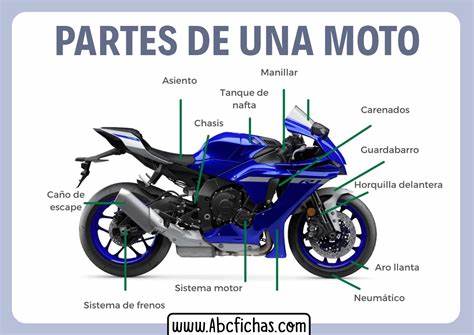 PARTES DE UNA MOTO
Manillar
Asiento
Tanque de
nafta
Carenados
Chasis
Guardabarro
Horquilla delantera
Caño de
escape
Aro llanta
Sistema motor
Neumático
Sistema de frenos
www.Abcfichas.com